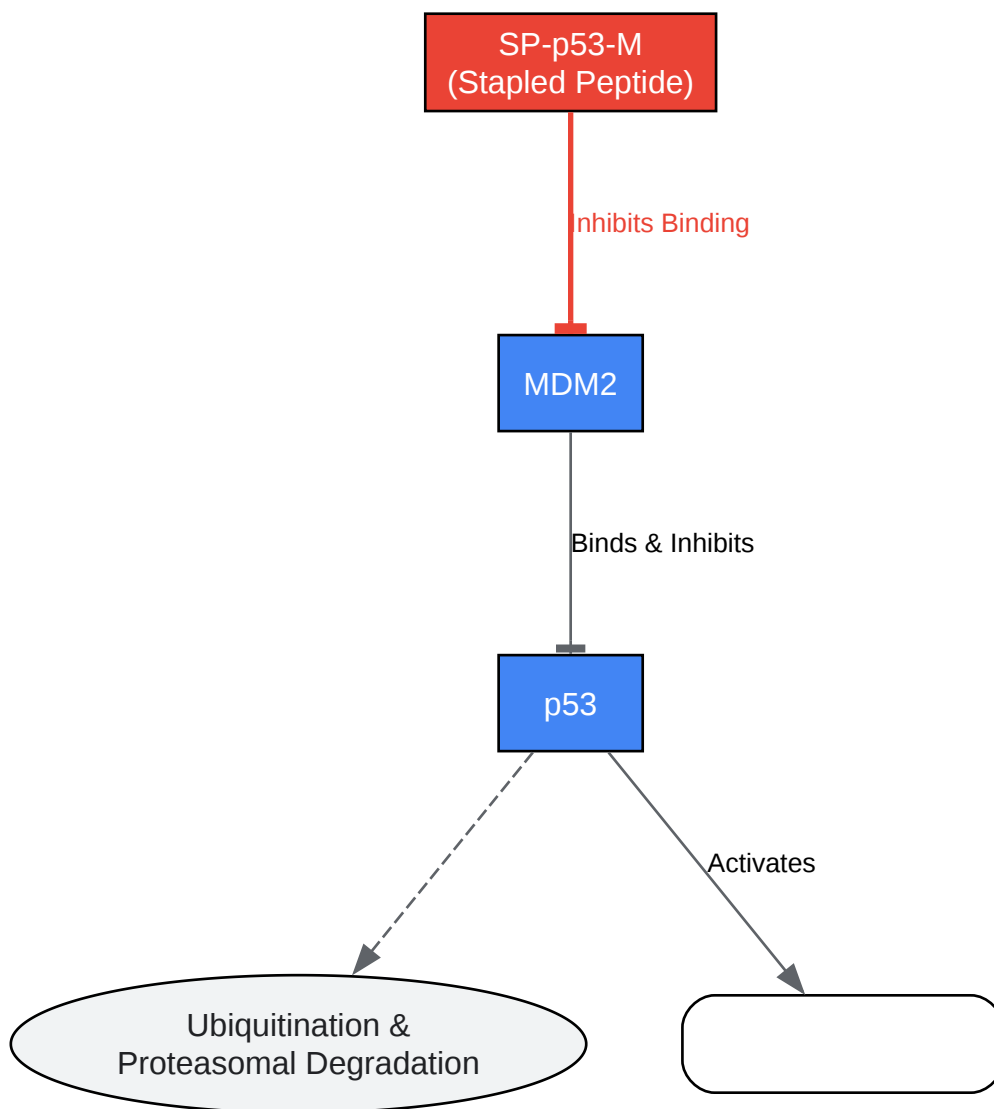 SP-p53-M
(Stapled Peptide)
Inhibits Binding
MDM2
Binds & Inhibits
p53
Activates
Ubiquitination &
Proteasomal Degradation